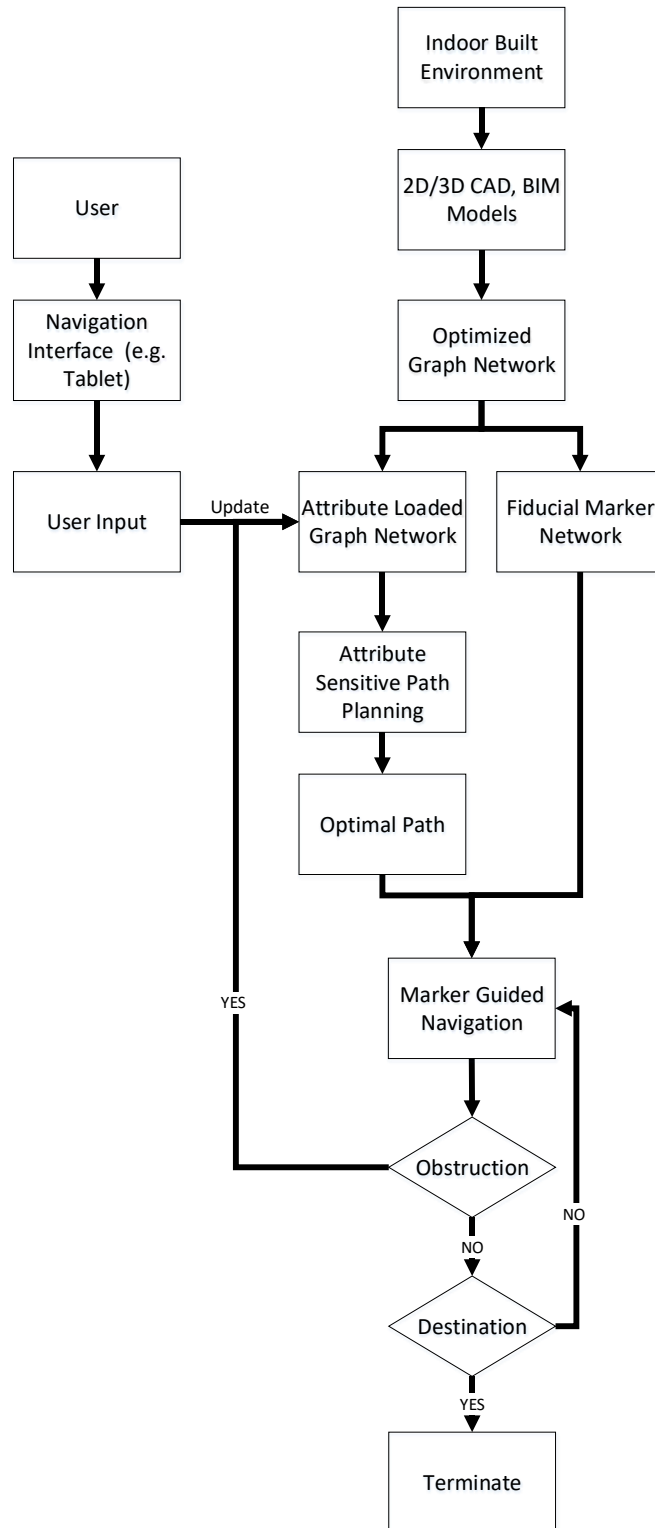 Indoor Built
Environment
2D/3D CAD, BIM
Models
User
Navigation
Interface  (e.g.
Tablet)
Optimized
Graph Network
User Input
Update
Attribute Loaded
Graph Network
Fiducial Marker
Network
Attribute
Sensitive Path
Planning
Optimal Path
Marker Guided
Navigation
YES
Obstruction
NO
NO
Destination
YES
Terminate